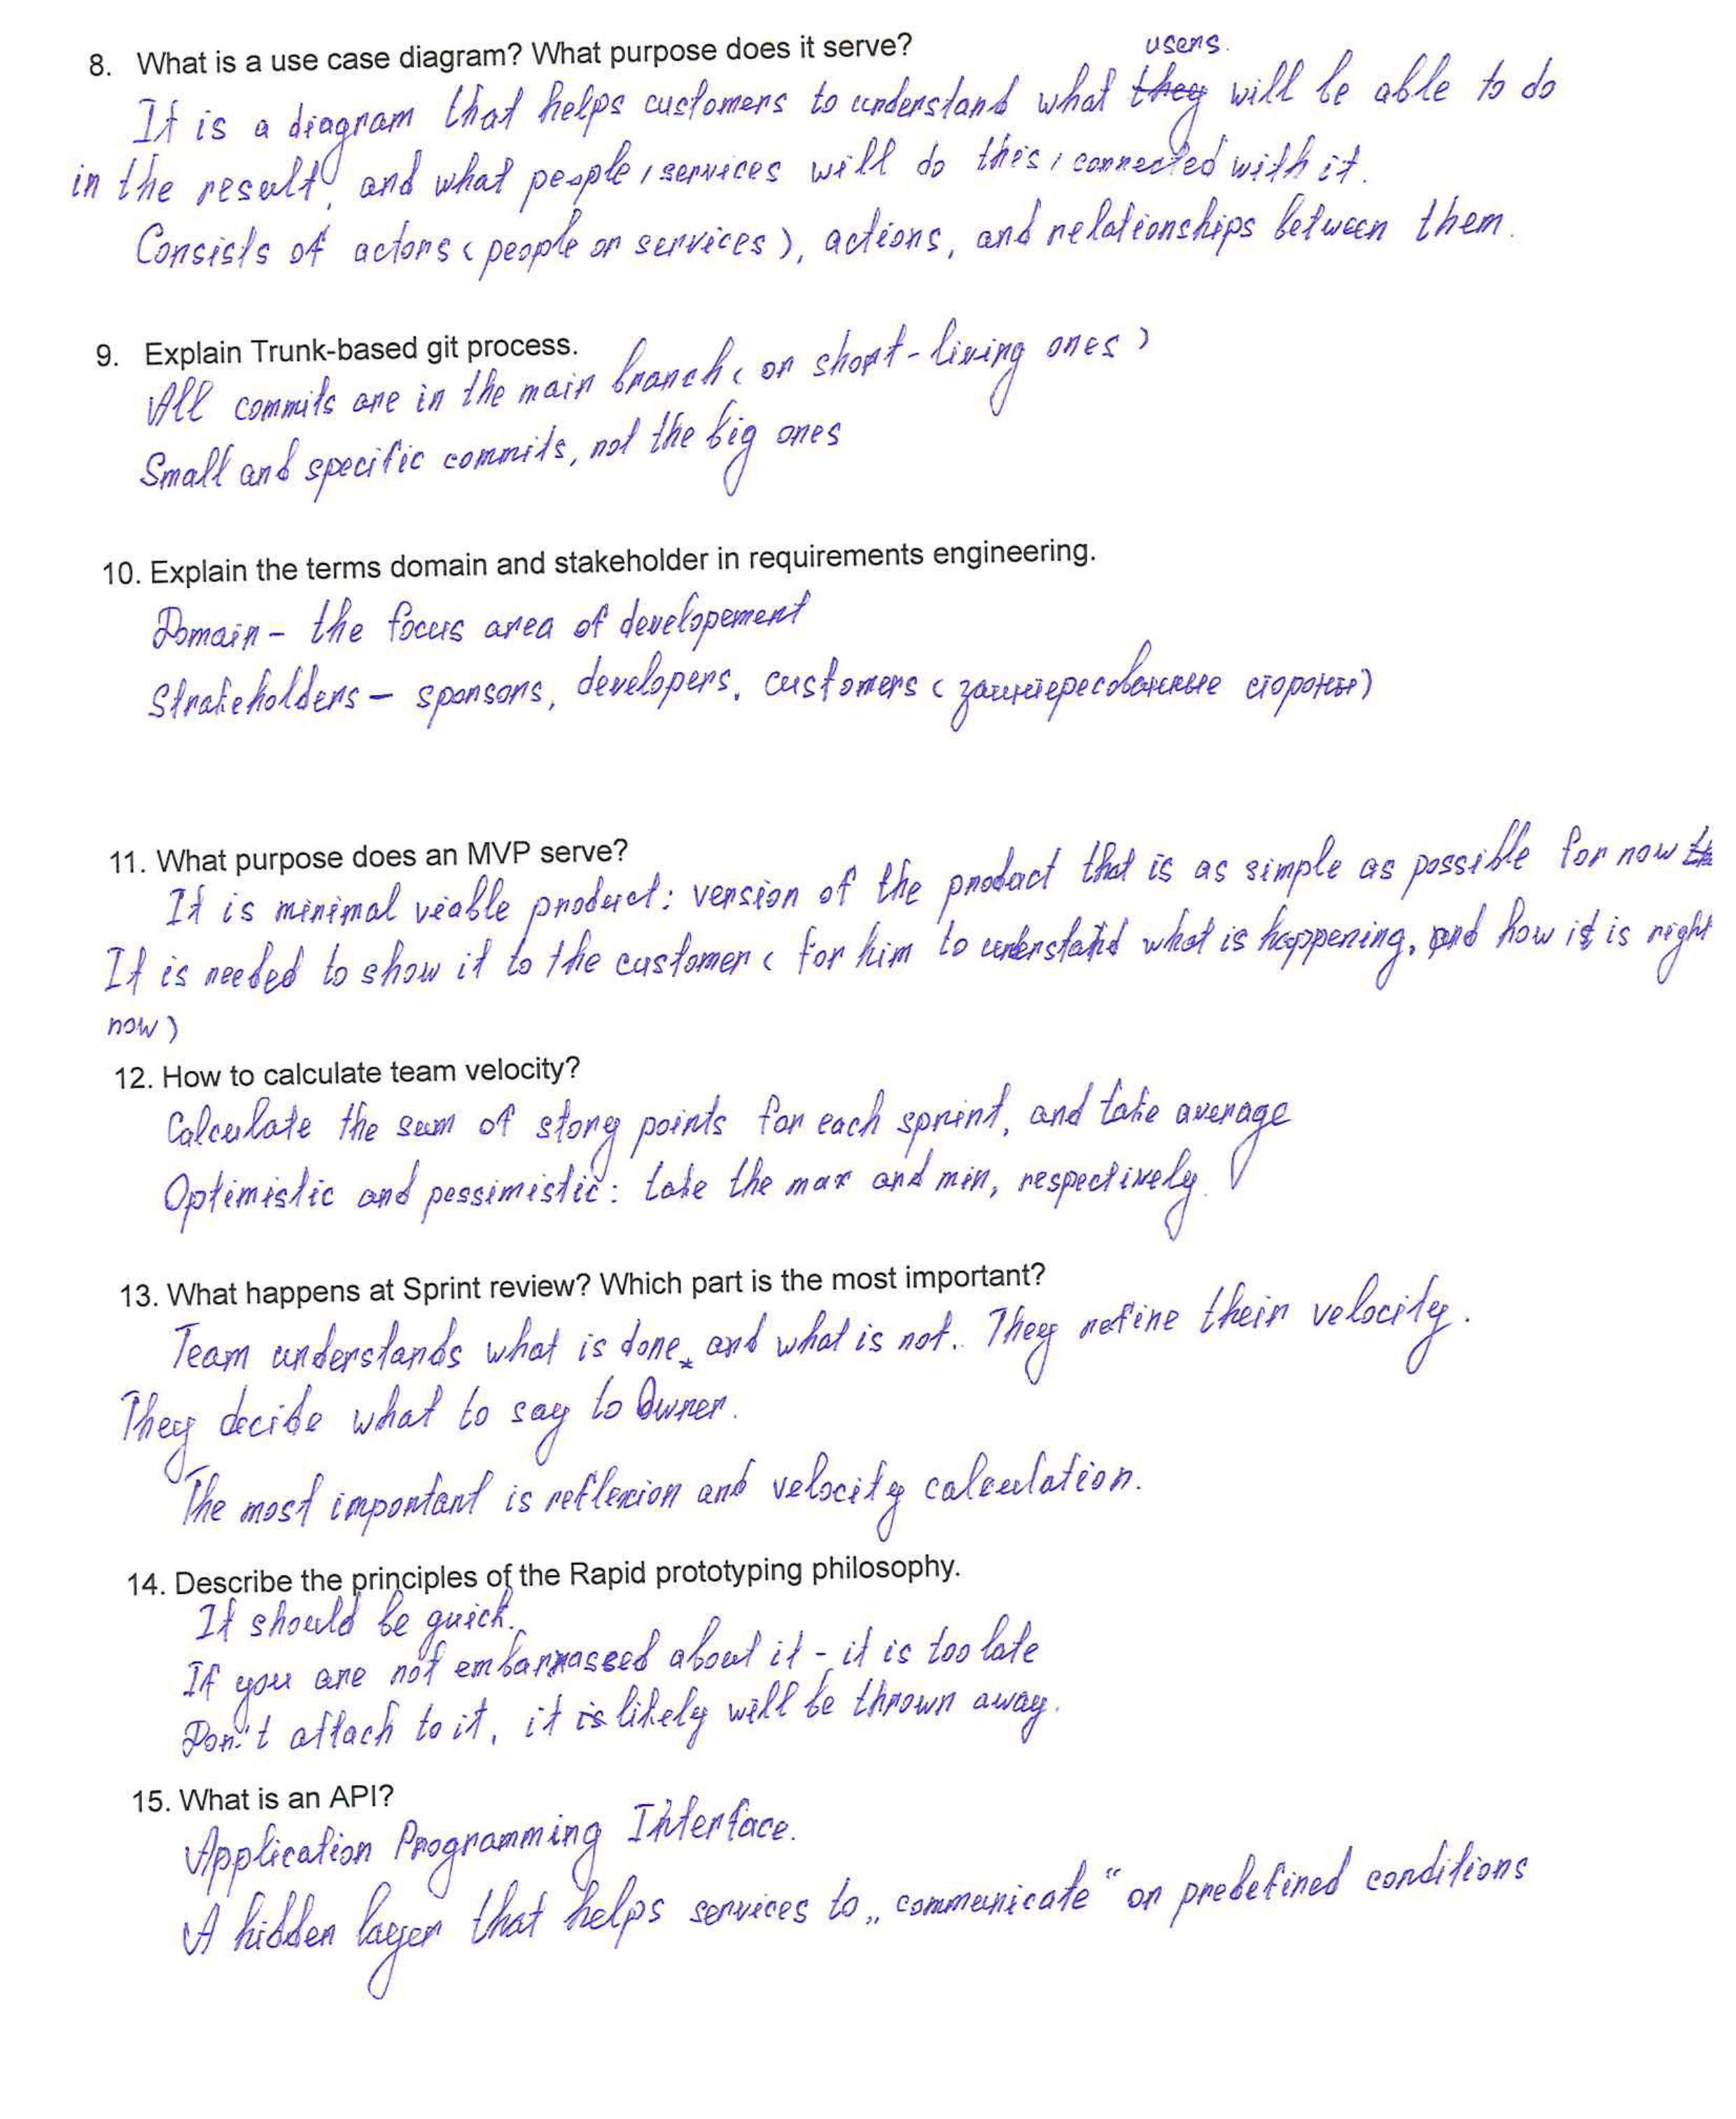 users.
8. What is a use case diagram? What purpose does it serve?
It is a diagram that helps customers to understand what they will be able to do
in the result, and what people / services will do this / connected with it.
Consists of actors (people or services), actions, and relationships between them.
9. Explain Trunk-based git process.
All commits are in the main branch (or short-living ones)
Small and specific commits, not the big ones
10. Explain the terms domain and stakeholder in requirements engineering.
Domain - the focus area of developement
Strakeholders - sponsors, developers, customers (заинтересованные стороны)
11. What purpose does an MVP serve?
It is minimal viable product: version of the product that is as simple as possible for now
It is needed to show it to the customer (for him to understand what is happening, and how it is right
now)
12. How to calculate team velocity?
Calculate the sum of story points for each sprint, and take average
Optimistic and pessimistic: take the max and min, respectively.
13. What happens at Sprint review? Which part is the most important?
Team understands what is done, and what is not. They refine their velocity.
They decide what to say to Owner.
The most important is reflexion and velocity calculation.
14. Describe the principles of the Rapid prototyping philosophy.
It should be quick.
If you are not embarrassed about it - it is too late
Don't attach to it, it is likely will be thrown away.
15. What is an API?
Application Programming Interface.
A hidden layer that helps services to „communicate“ on predefined conditions